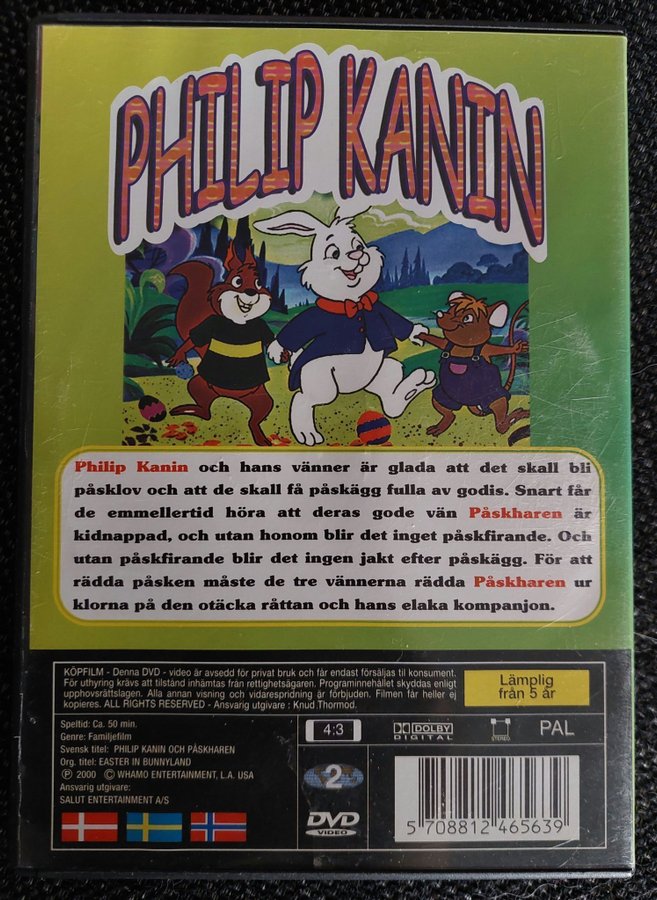 PHILIP KANIN
Philip Kanin och hans vänner är glada att det skall bli
påsklov och att de skall få påskägg fulla av godis. Snart får
de emmellertid höra att deras gode vän Påskharen är
kidnappad, och utan honom blir det inget påskfirande. Och
utan påskfirande blir det ingen jakt efter påskägg. För att
rädda påsken måste de tre vännerna rädda Påskharen ur
klorna på den otäcka råttan och hans elaka kompanjon.
KÖPFILM - Denna DVD - video är avsedd för privat bruk och får endast försäljas til konsument.
För uthyring krävs att tilstånd inhämtas från rettighetsägaren. Programinnehållet skyddas enligt
upphovsrättslagen. Alla annan visning och vidarespridning är förbjuden. Filmen får heller ej
kopieres. ALL RIGHTS RESERVED - Ansvarig utgivare : Knud Thormod.
Lämplig
från 5 år
Speltid: Ca. 50 min.
Genre: Familjefilm
Svensk titel: PHILIP KANIN OCH PÅSKHAREN
Org. titel: EASTER IN BUNNYLAND
Ⓟ 2000 © WHAMO ENTERTAINMENT, L.A. USA
Ansvarig utgivare:
SALUT ENTERTAINMENT A/S
4:3
DOLBY
DIGITAL
STEREO
PAL
2
DVD
VIDEO
5 708812 465639